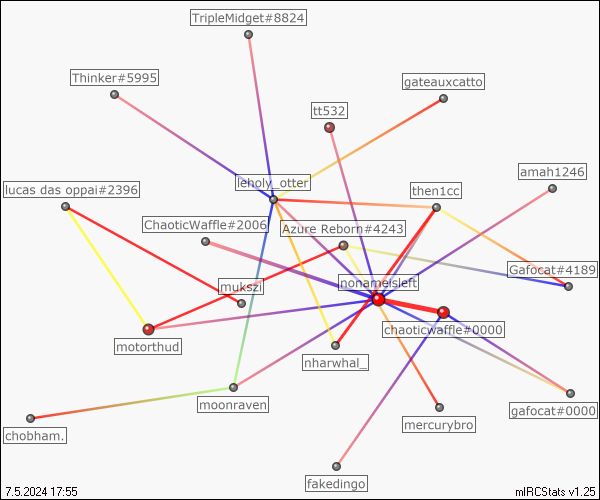 TripleMidget#8824
Thinker#5995
gateauxcatto
tt532
amah1246
leholy_otter
lucas das oppai#2396
then1cc
ChaoticWaffle#2006
Azure Reborn#4243
Gafocat#4189
nonameisleft
mukszi
chaoticwaffle#0000
motorthud
nharwhal_
moonraven
gafocat#0000
mercurybro
chobham.
fakedingo
7.5.2024 17:55
mIRCStats v1.25